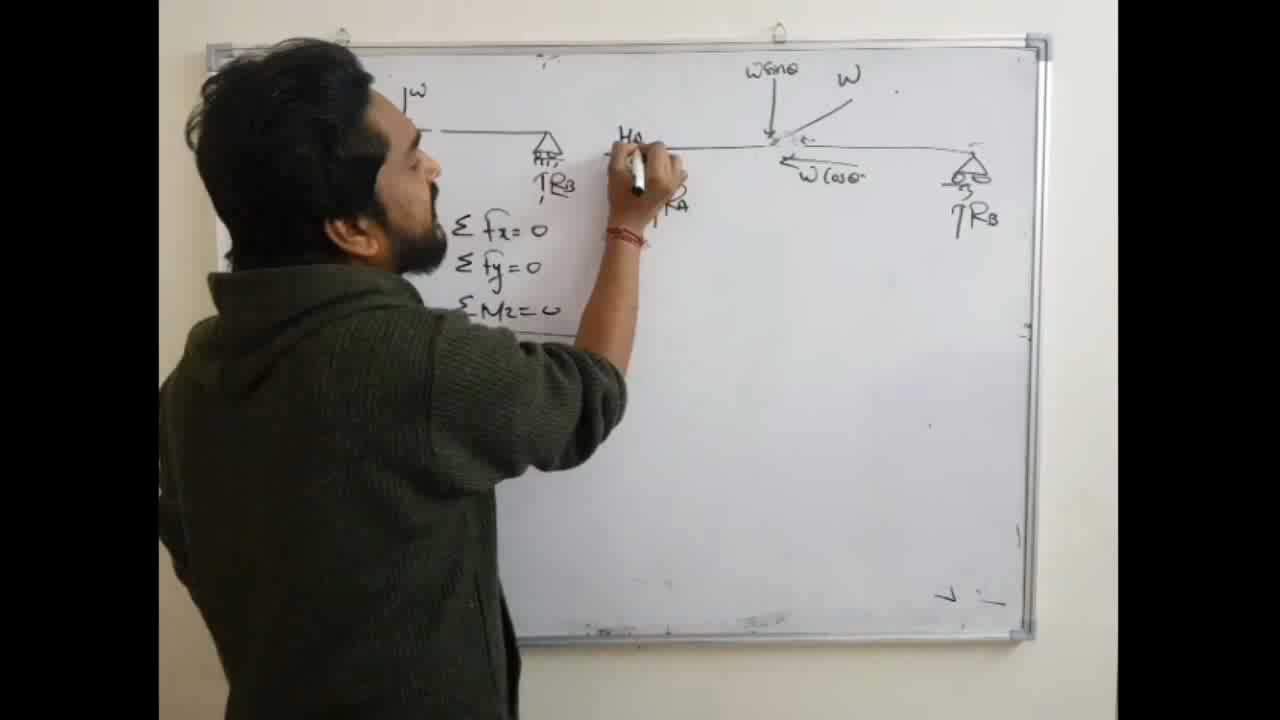 W
RB
Σ Fx = 0
Σ Fy = 0
Σ Mz = 0
W sinθ
W
HA
W cosθ
RA
RB